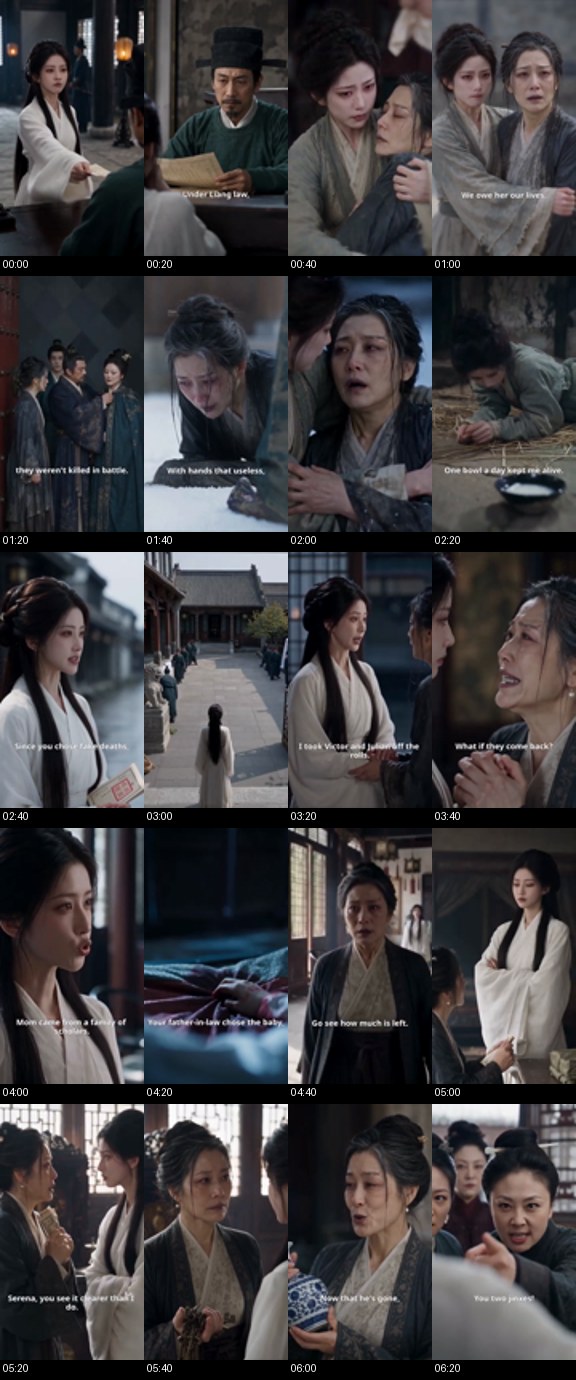 00:00
00:20
00:40
01:00
Under Liang law,
We owe her our lives.
01:20
01:40
02:00
02:20
they weren't killed in battle.
With hands that useless,
One bowl a day kept me alive.
02:40
03:00
03:20
03:40
Since you chose fake deaths,
I took Victor and Julian off the
rolls.
What if they come back?
04:00
04:20
04:40
05:00
Mom came from a family of
scholars.
Your father-in-law chose the baby.
Go see how much is left.
05:20
05:40
06:00
06:20
Serena, you see it clearer than I
do.
Now that he's gone,
You two jinxes!